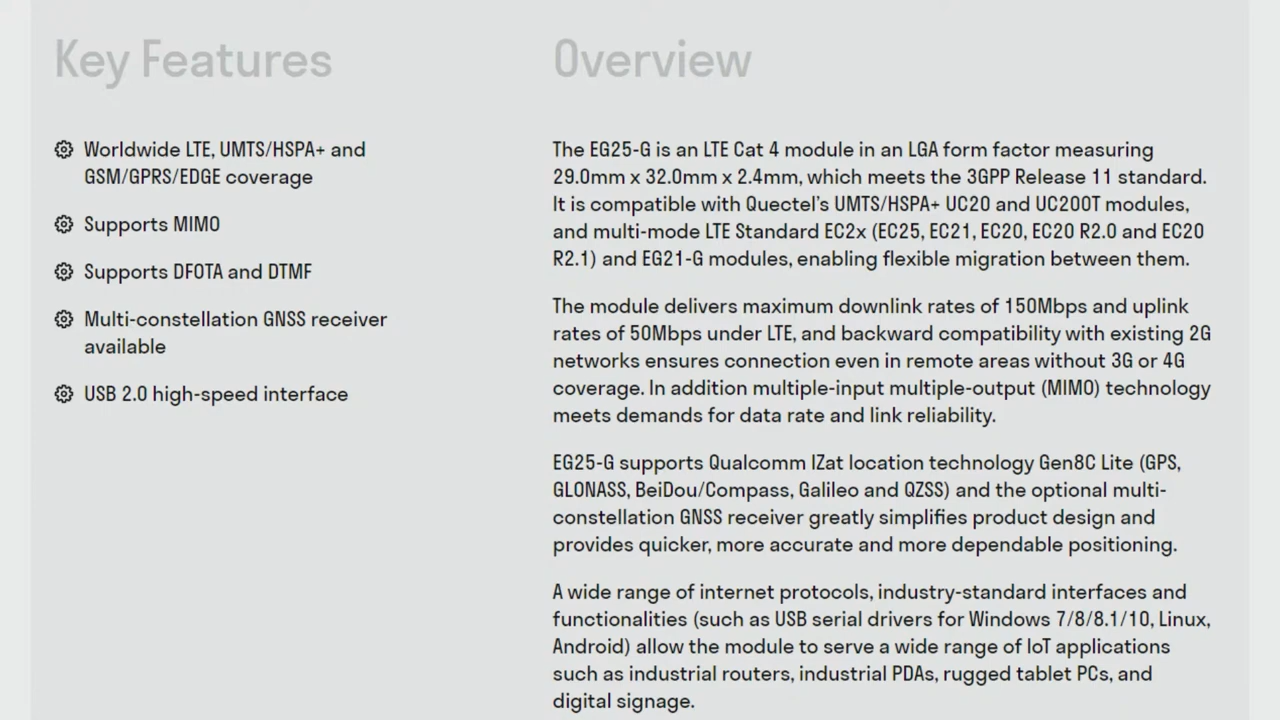 Key Features
Worldwide LTE, UMTS/HSPA+ and
GSM/GPRS/EDGE coverage
Supports MIMO
Supports DFOTA and DTMF
Multi-constellation GNSS receiver
available
USB 2.0 high-speed interface
Overview
The EG25-G is an LTE Cat 4 module in an LGA form factor measuring
29.0mm x 32.0mm x 2.4mm, which meets the 3GPP Release 11 standard.
It is compatible with Quectel's UMTS/HSPA+ UC20 and UC200T modules,
and multi-mode LTE Standard EC2x (EC25, EC21, EC20, EC20 R2.0 and EC20
R2.1) and EG21-G modules, enabling flexible migration between them.
The module delivers maximum downlink rates of 150Mbps and uplink
rates of 50Mbps under LTE, and backward compatibility with existing 2G
networks ensures connection even in remote areas without 3G or 4G
coverage. In addition multiple-input multiple-output (MIMO) technology
meets demands for data rate and link reliability.
EG25-G supports Qualcomm IZat location technology Gen8C Lite (GPS,
GLONASS, BeiDou/Compass, Galileo and QZSS) and the optional multi-
constellation GNSS receiver greatly simplifies product design and
provides quicker, more accurate and more dependable positioning.
A wide range of internet protocols, industry-standard interfaces and
functionalities (such as USB serial drivers for Windows 7/8/8.1/10, Linux,
Android) allow the module to serve a wide range of IoT applications
such as industrial routers, industrial PDAs, rugged tablet PCs, and
digital signage.